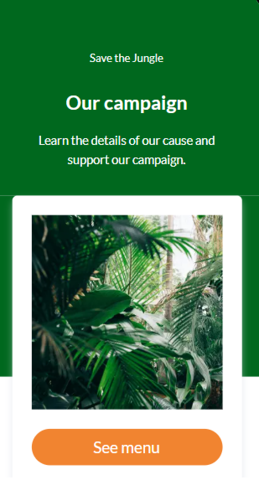 Save the Jungle
Our campaign
Learn the details of our cause and
support our campaign.
See menu